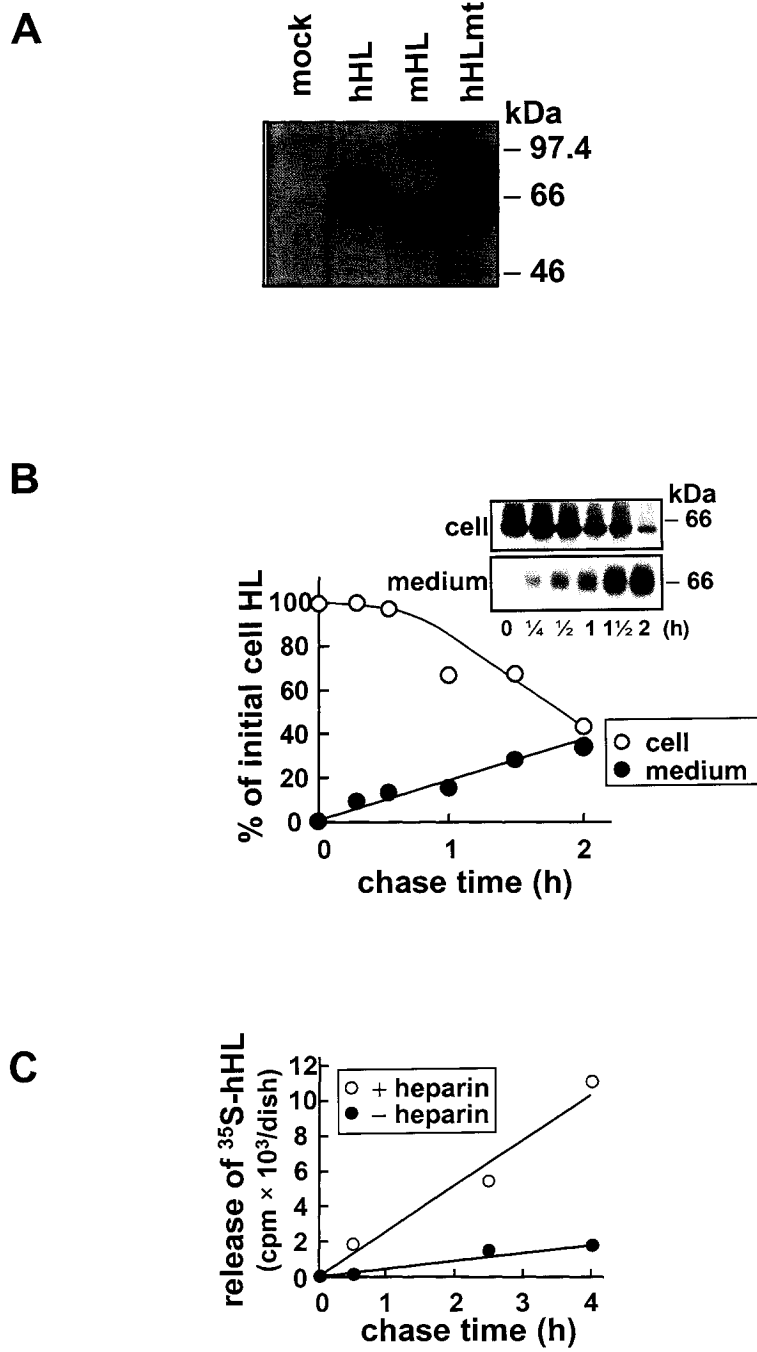 A
mock
hHL
mHL
hHLmt
kDa
– 97.4
– 66
– 46
B
kDa
cell
– 66
medium
– 66
0 ¼ ½ 1 1½ 2 (h)
% of initial cell HL
100
80
60
40
20
0
0 1 2
chase time (h)
○ cell
● medium
C
release of ³⁵S-hHL
(cpm × 10³/dish)
12
10
8
6
4
2
0
○ + heparin
● – heparin
0 1 2 3 4
chase time (h)